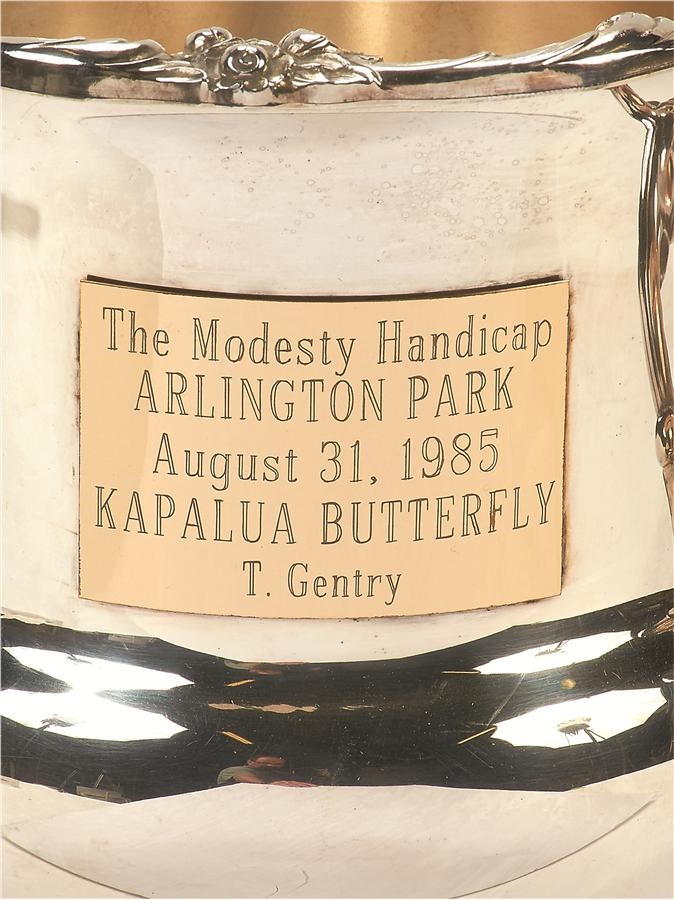 The Modesty Handicap
ARLINGTON PARK
August 31, 1985
KAPALUA BUTTERFLY
T. Gentry